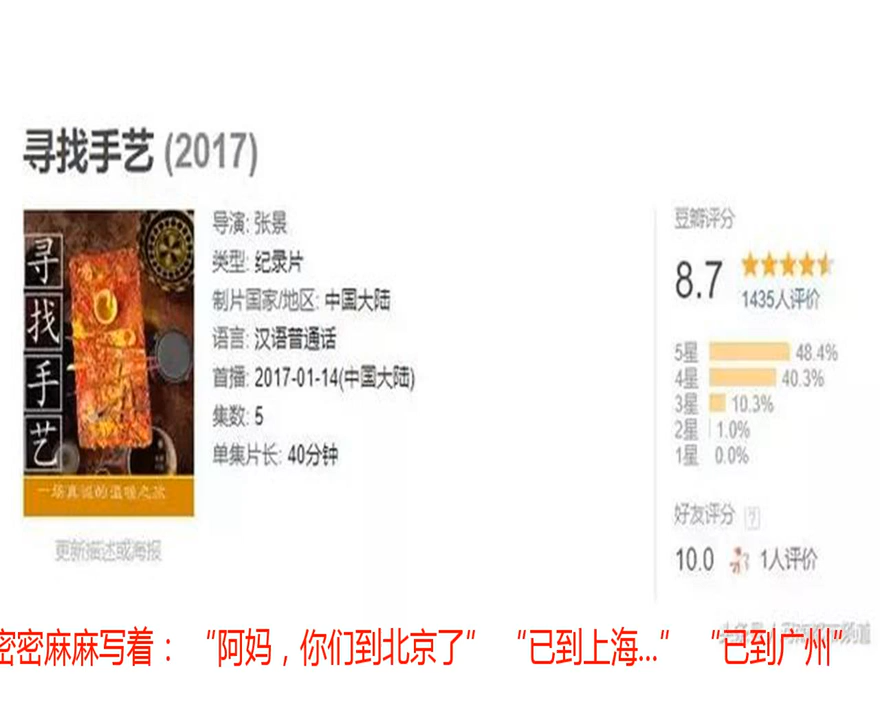 寻找手艺 (2017)
寻
找
手
艺
一场真诚的温暖之旅
更新描述或海报
导演: 张景
类型: 纪录片
制片国家/地区: 中国大陆
语言: 汉语普通话
首播: 2017-01-14(中国大陆)
集数: 5
单集片长: 40分钟
豆瓣评分
8.7
1435人评价
5星 48.4%
4星 40.3%
3星 10.3%
2星 1.0%
1星 0.0%
好友评分 ?
10.0 1人评价
密密麻麻写着：“阿妈，你们到北京了” “已到上海...” “已到广州”